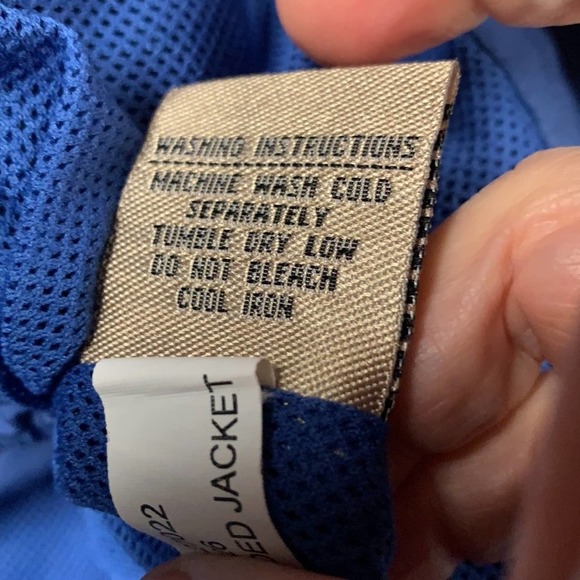 WASHING INSTRUCTIONS
MACHINE WASH COLD
SEPARATELY
TUMBLE DRY LOW
DO NOT BLEACH
COOL IRON
JACKET